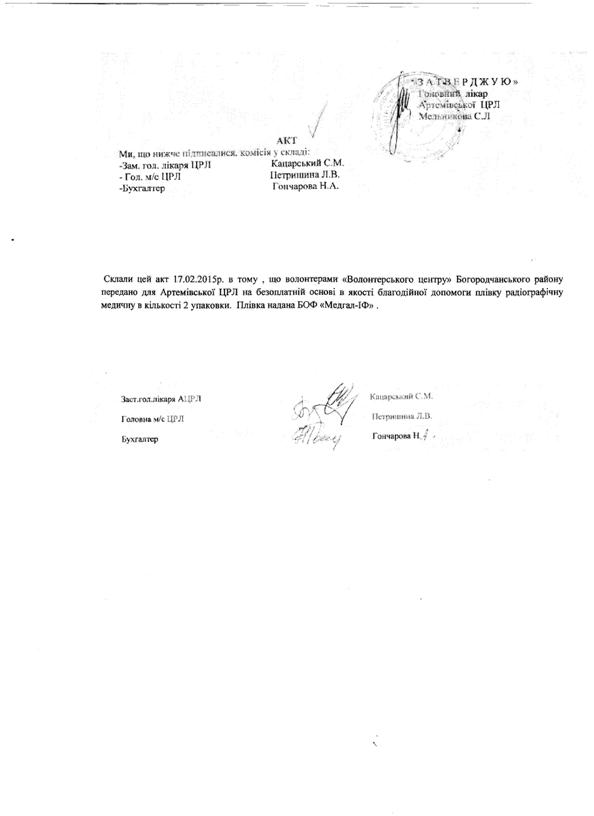 «З А Т В Е Р Д Ж У Ю »
Головний лікар
Артемівської ЦРЛ
Мельникова С.Л
АКТ
Ми, що нижче підписалися, комісія у складі:
-Зам. гол. лікаря ЦРЛ Кацарський С.М.
- Гол. м/с ЦРЛ Петришина Л.В.
-Бухгалтер Гончарова Н.А.
Склали цей акт 17.02.2015р. в тому , що волонтерами «Волонтерського центру» Богородчанського району
передано для Артемівської ЦРЛ на безоплатній основі в якості благодійної допомоги плівку радіографічну
медичну в кількості 2 упаковки. Плівка надана БОФ «Медгал-ІФ» .
Заст.гол.лікаря АЦРЛ Кацарський С.М.
Головна м/с ЦРЛ Петришина Л.В.
Бухгалтер Гончарова Н.А.